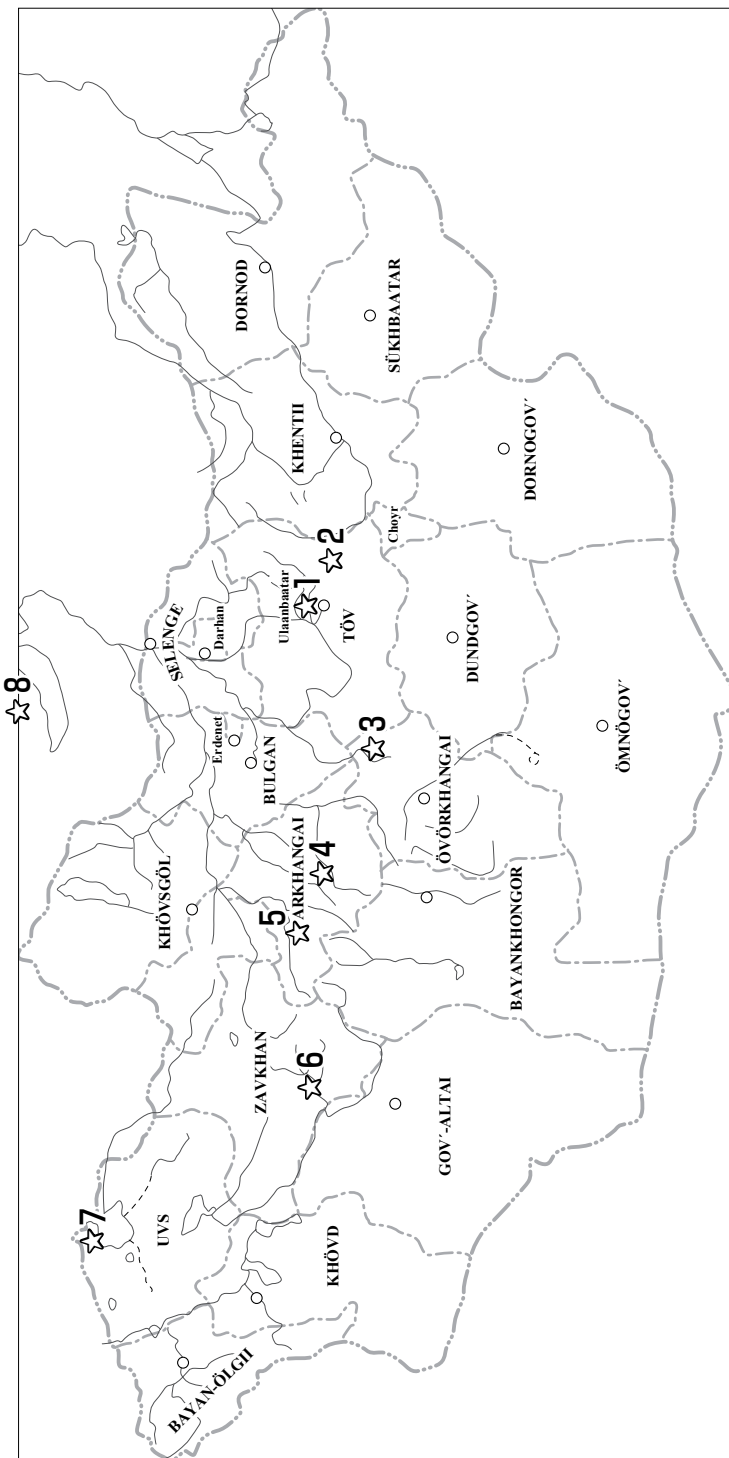 8
7
KHÖVSGÖL
SELENGE
Darhan
Erdenet
BULGAN
UVS
DORNOD
ZAVKHAN
5
ARKHANGAI
4
Ulaanbaatar
1
2
TÖV
KHENTII
BAYAN-ÖLGII
6
3
KHÖVD
SÜKHBAATAR
Choyr
GOV´-ALTAI
ÖVÖRKHANGAI
BAYANKHONGOR
DUNDGOV´
DORNOGOV´
ÖMNÖGOV´